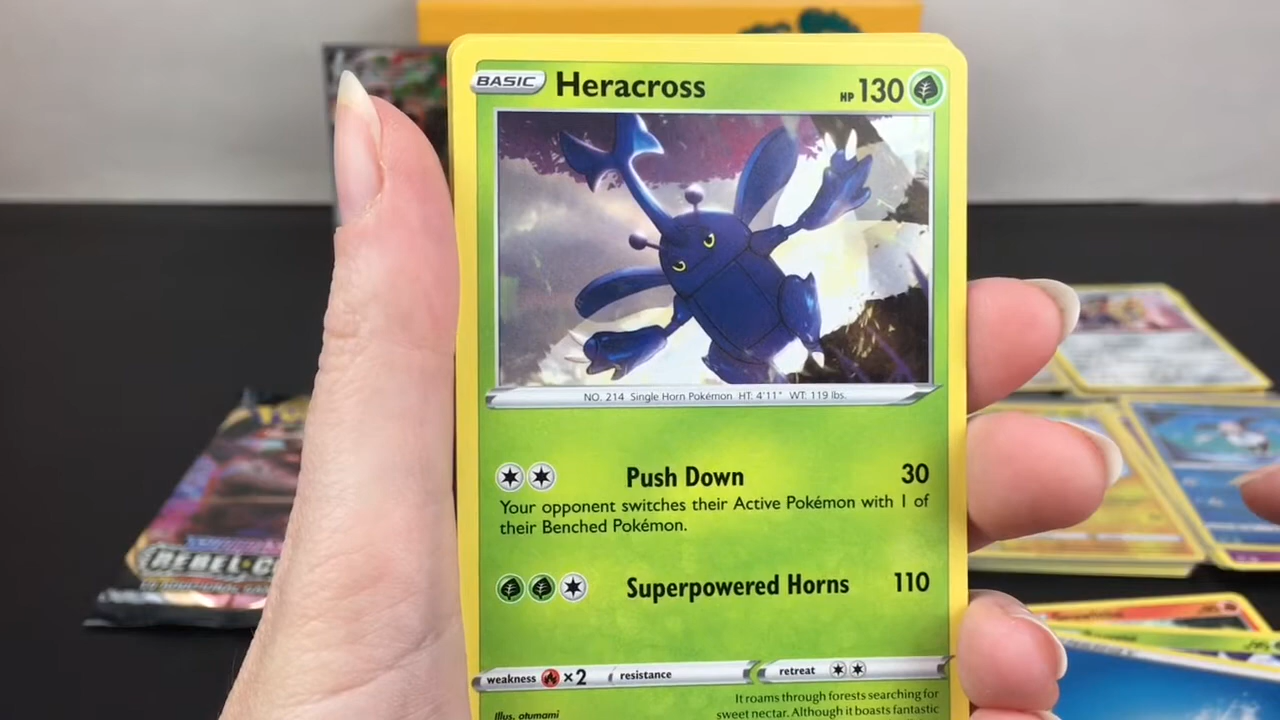 BASIC Heracross HP 130
NO. 214 Single Horn Pokémon HT: 4'11" WT: 119 lbs.
Push Down 30
Your opponent switches their Active Pokémon with 1 of
their Benched Pokémon.
Superpowered Horns 110
weakness ×2 resistance retreat
It roams through forests searching for
Illus. otumami
sweet nectar. Although it boasts fantastic
REBEL